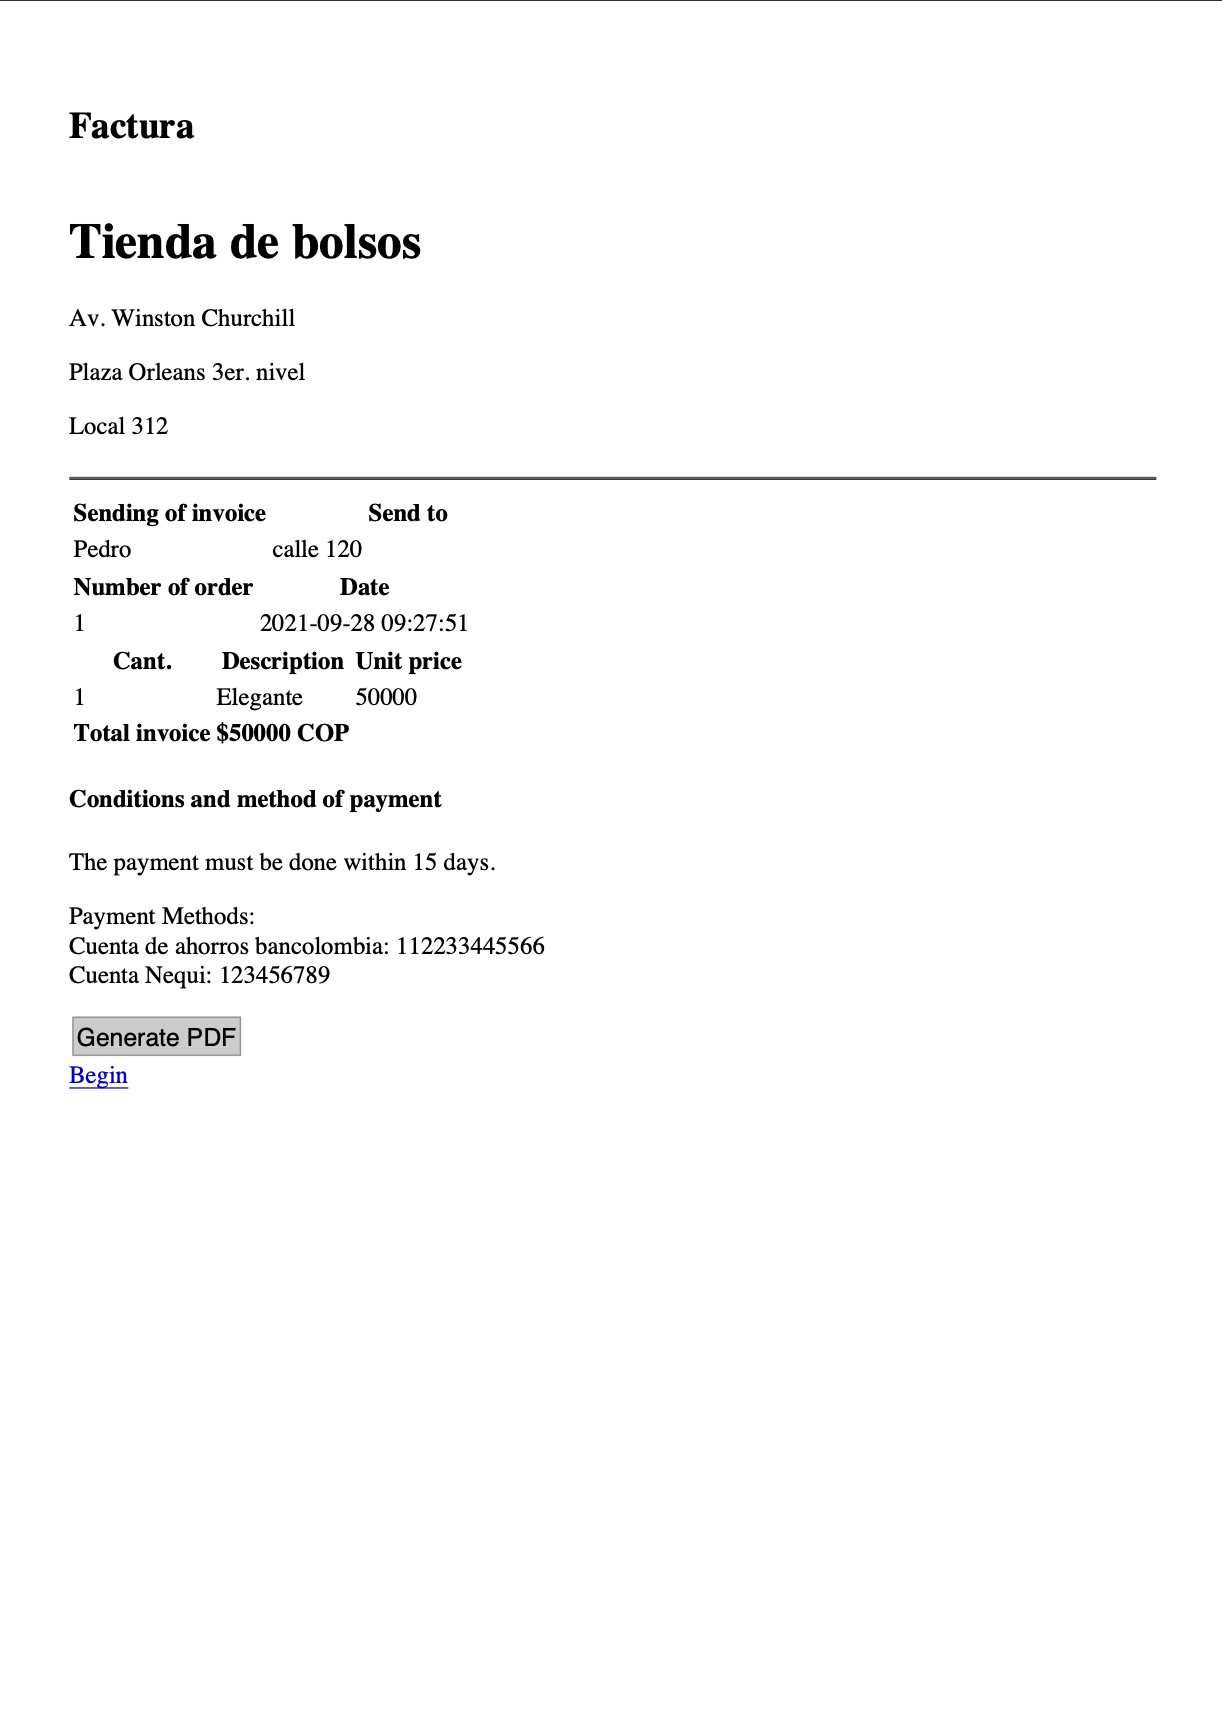 Factura
Tienda de bolsos
Av. Winston Churchill
Plaza Orleans 3er. nivel
Local 312
Sending of invoice Send to
Pedro calle 120
Number of order Date
1 2021-09-28 09:27:51
Cant. Description Unit price
1 Elegante 50000
Total invoice $50000 COP
Conditions and method of payment
The payment must be done within 15 days.
Payment Methods:
Cuenta de ahorros bancolombia: 112233445566
Cuenta Nequi: 123456789
Generate PDF
Begin